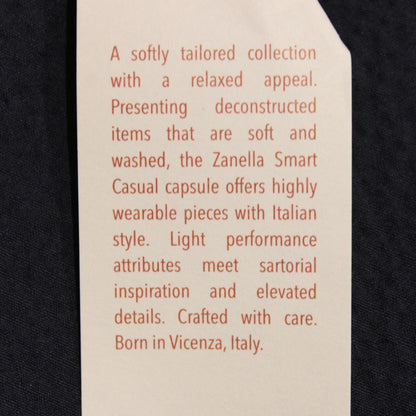 A softly tailored collection
with a relaxed appeal.
Presenting deconstructed
items that are soft and
washed, the Zanella Smart
Casual capsule offers highly
wearable pieces with Italian
style. Light performance
attributes meet sartorial
inspiration and elevated
details. Crafted with care.
Born in Vicenza, Italy.